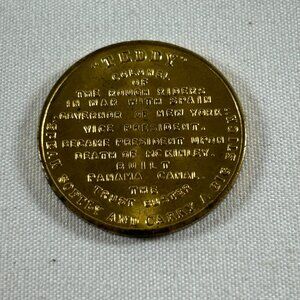 "TEDDY"
COLONEL
OF
THE ROUGH RIDERS
IN WAR WITH SPAIN
GOVERNOR OF NEW YORK.
VICE PRESIDENT.
BECAME PRESIDENT UPON
DEATH OF MCKINLEY.
BUILT
PANAMA CANAL.
THE
TRUST BUSTER
SOFTLY AND CARRY A BIG